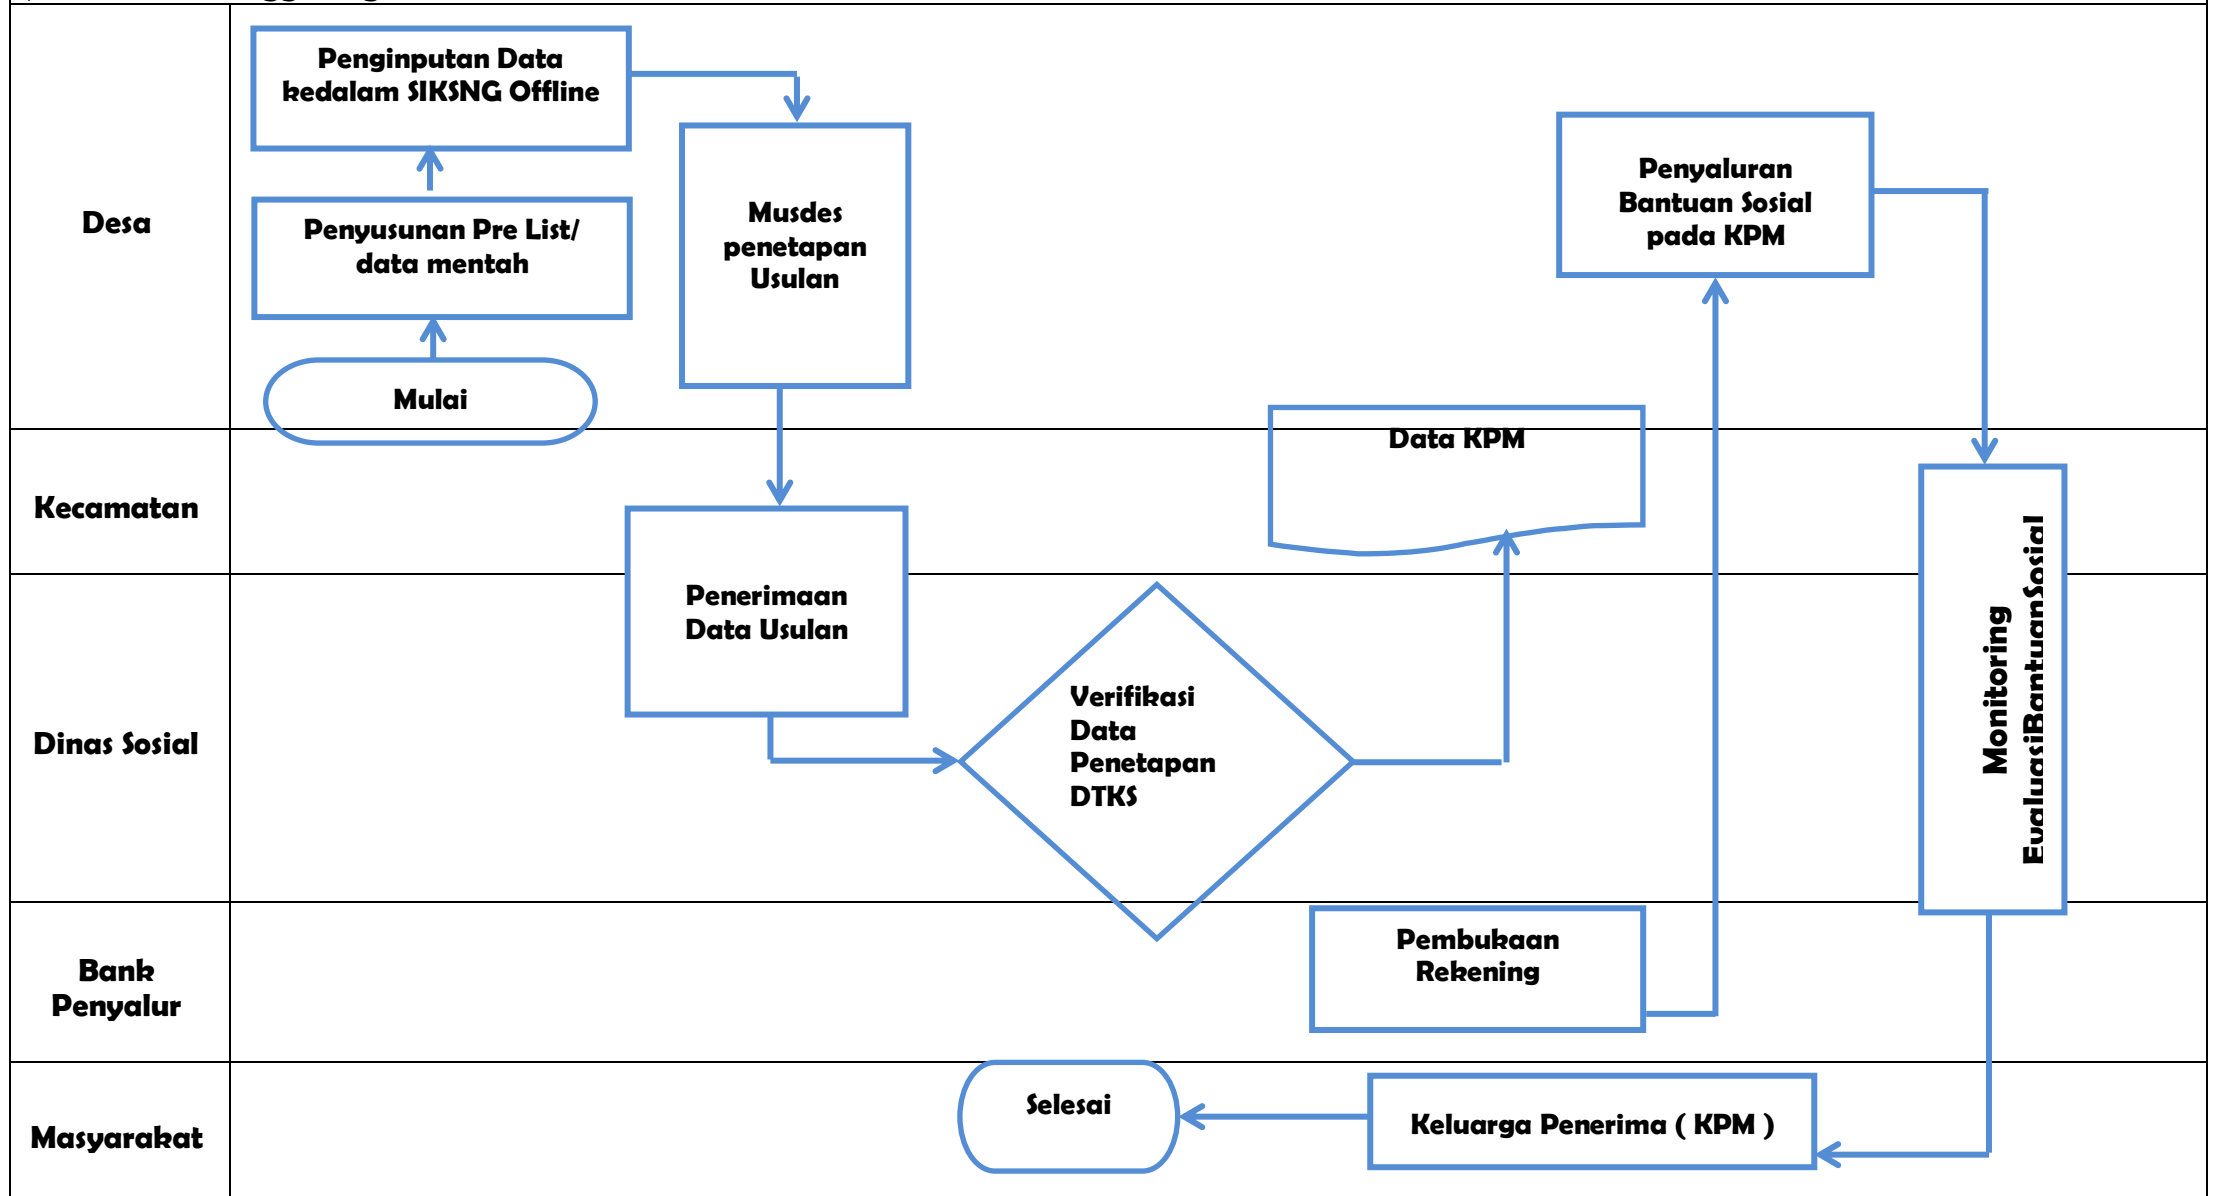 Desa
Penginputan Data
kedalam SIKSNG Offline
Penyusunan Pre List/
data mentah
Mulai
Musdes
penetapan
Usulan
Penyaluran
Bantuan Sosial
pada KPM
Kecamatan
Data KPM
Dinas Sosial
Penerimaan
Data Usulan
Verifikasi
Data
Penetapan
DTKS
Monitoring
EvaluasiBantuanSosial
Bank
Penyalur
Pembukaan
Rekening
Masyarakat
Selesai
Keluarga Penerima ( KPM )